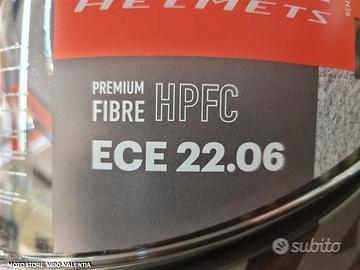 HELMETS
PREMIUM
FIBRE HPFC
ECE 22.06
MOTO STORE VIBO VALENTIA
subito